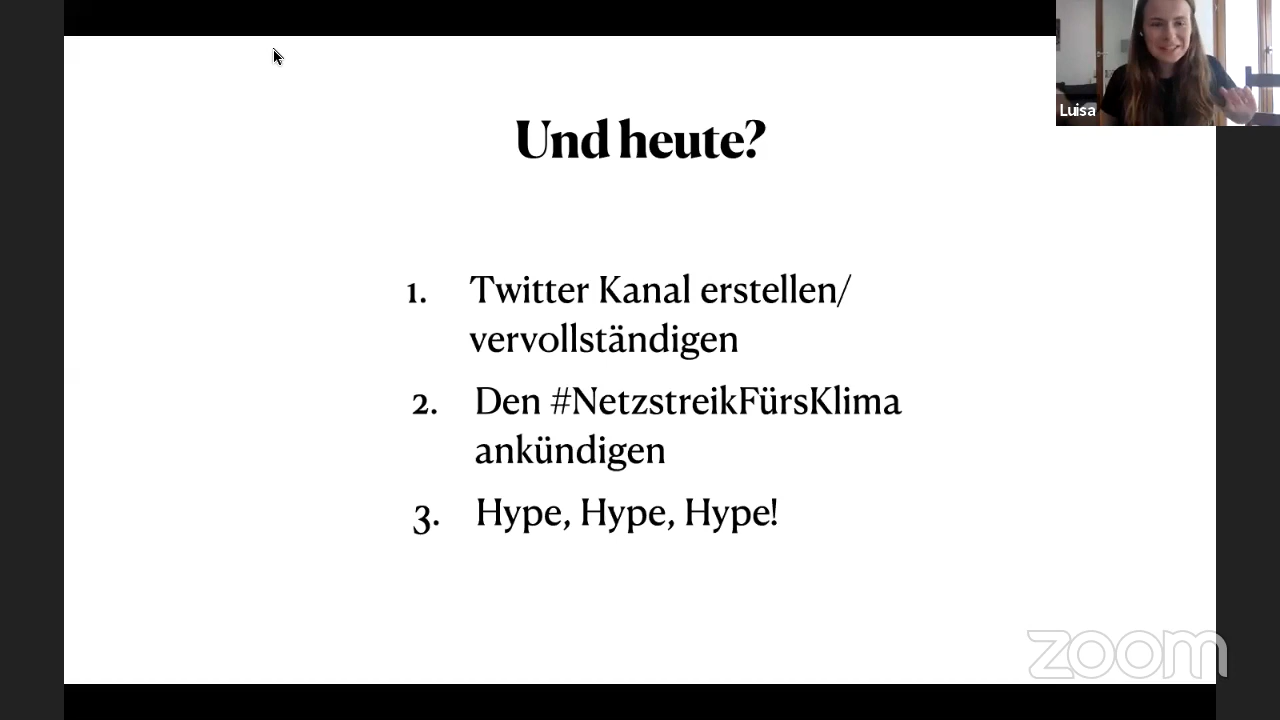 Luisa
Und heute?
1. Twitter Kanal erstellen/
vervollständigen
2. Den #NetzstreikFürsKlima
ankündigen
3. Hype, Hype, Hype!
zoom